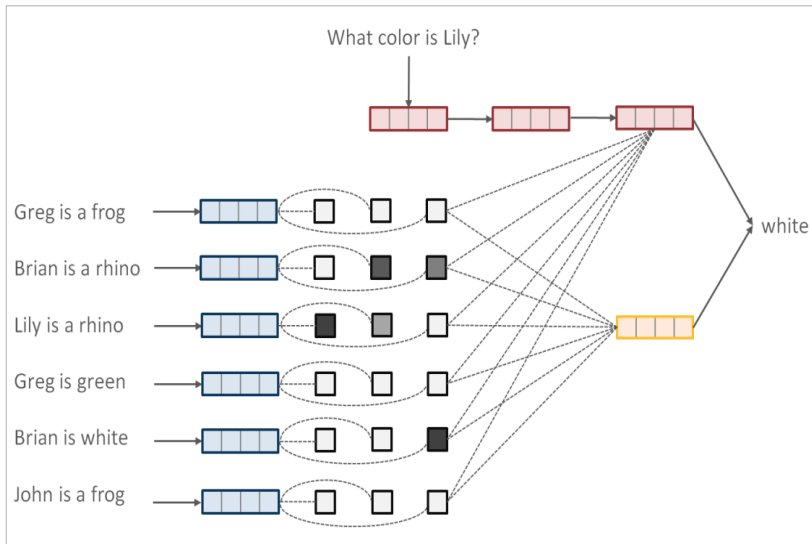 What color is Lily?
Greg is a frog
Brian is a rhino
white
Lily is a rhino
Greg is green
Brian is white
John is a frog